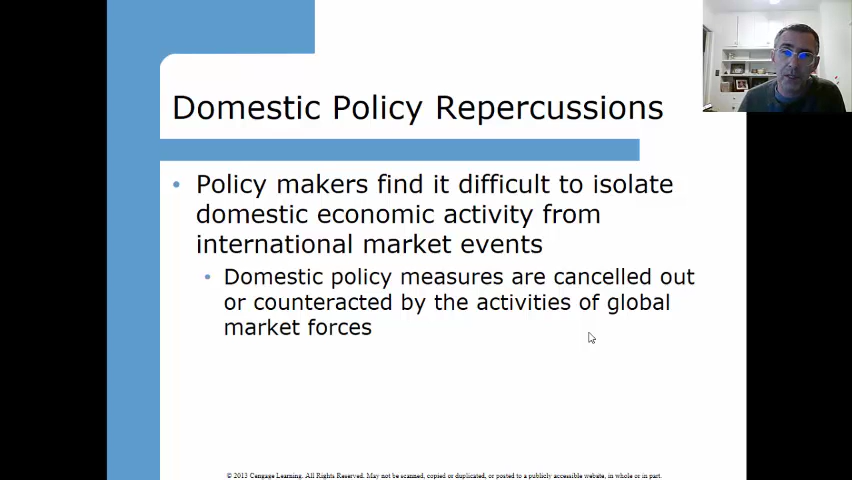 Domestic Policy Repercussions
• Policy makers find it difficult to isolate
domestic economic activity from
international market events
• Domestic policy measures are cancelled out
or counteracted by the activities of global
market forces
© 2013 Cengage Learning. All Rights Reserved. May not be scanned, copied or duplicated, or posted to a publicly accessible website, in whole or in part.